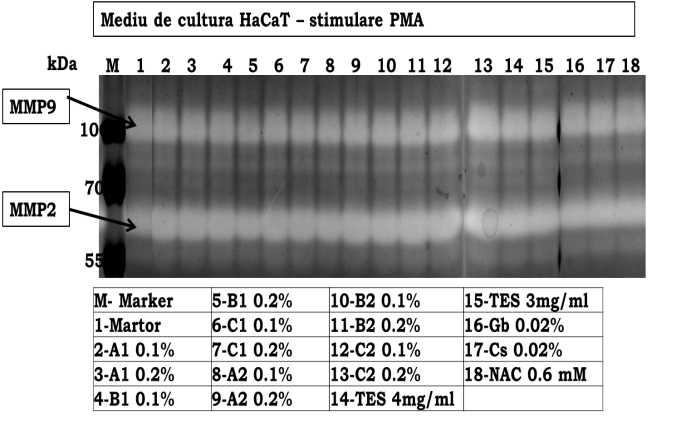 Mediu de cultura HaCaT – stimulare PMA
kDa M 1 2 3 4 5 6 7 8 9 10 11 12 13 14 15 16 17 18
MMP9
10
70
MMP2
55
M- Marker 5-B1 0.2% 10-B2 0.1% 15-TES 3mg/ml
1-Martor 6-C1 0.1% 11-B2 0.2% 16-Gb 0.02%
2-A1 0.1% 7-C1 0.2% 12-C2 0.1% 17-Cs 0.02%
3-A1 0.2% 8-A2 0.1% 13-C2 0.2% 18-NAC 0.6 mM
4-B1 0.1% 9-A2 0.2% 14-TES 4mg/ml